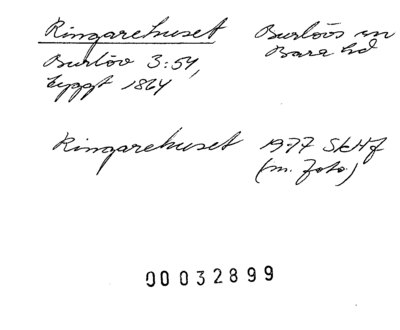 Ringarehuset Burlövs sn
Burlöv 3:54, Bara hd
byggt 1864
Ringarehuset 1977 SkHf
(m. foto)
00032899